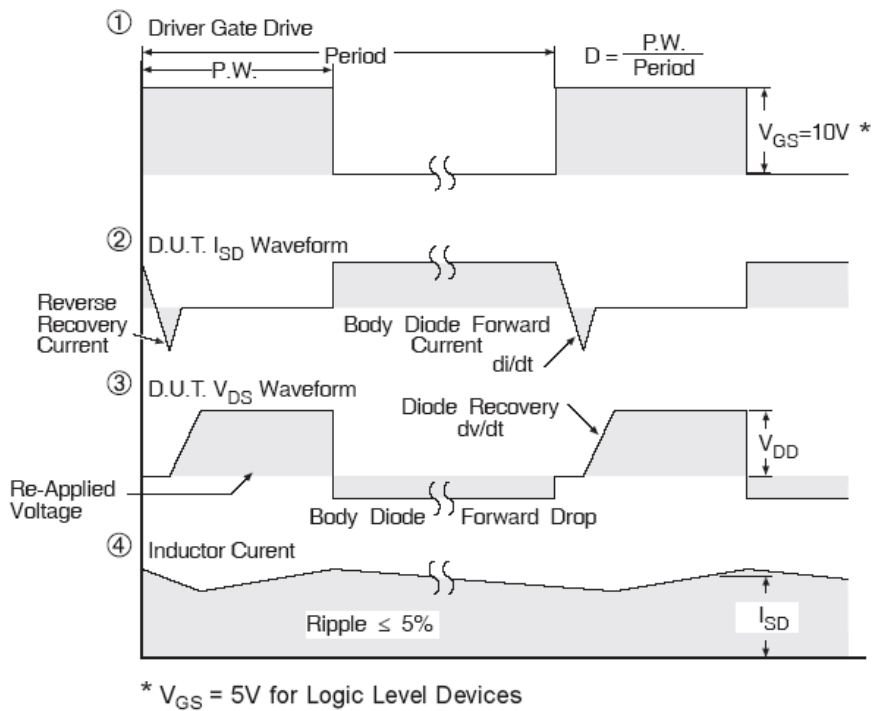 ① Driver Gate Drive
Period
P.W.
D = P.W.
Period
V_GS=10V *
② D.U.T. I_SD Waveform
Reverse
Recovery
Current
Body Diode Forward
Current
di/dt
③ D.U.T. V_DS Waveform
Diode Recovery
dv/dt
V_DD
Re-Applied
Voltage
Body Diode Forward Drop
④ Inductor Curent
Ripple ≤ 5%
I_SD
* V_GS = 5V for Logic Level Devices